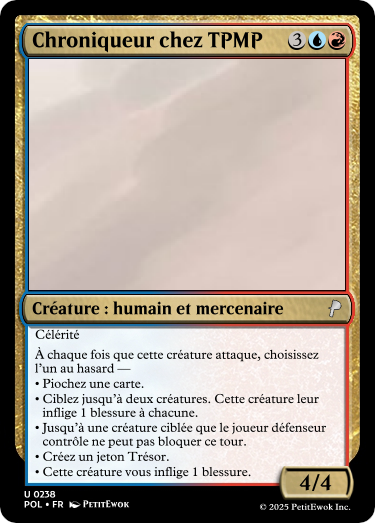 Chroniqueur chez TPMP 3
Créature : humain et mercenaire
Célérité
À chaque fois que cette créature attaque, choisissez
l'un au hasard —
• Piochez une carte.
• Ciblez jusqu'à deux créatures. Cette créature leur
inflige 1 blessure à chacune.
• Jusqu'à une créature ciblée que le joueur défenseur
contrôle ne peut pas bloquer ce tour.
• Créez un jeton Trésor.
• Cette créature vous inflige 1 blessure.
4/4
U 0238
POL • FR PetitEwok
© 2025 PetitEwok Inc.